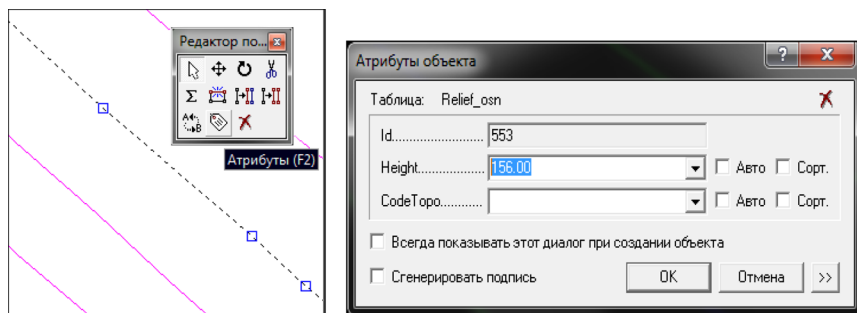 Редактор по...
Σ
A
B
Атрибуты (F2)
Атрибуты объекта
?
Таблица: Relief_osn
Id...................... 553
Height.................. 156.00 Авто Сорт.
CodeTopo............ Авто Сорт.
Всегда показывать этот диалог при создании объекта
Сгенерировать подпись OK Отмена >>